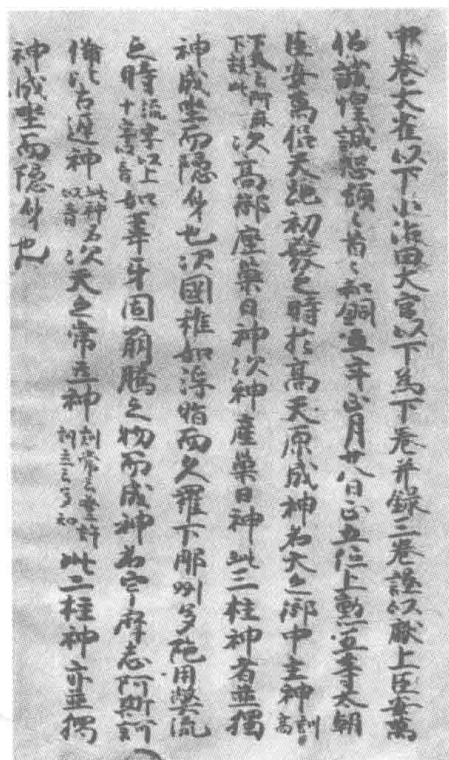 中卷大雀以下小治田大宮以下為下卷并録三卷謹以獻上臣安萬
侶誠惶誠恐頓〻首〻和銅五年正月廿八日正五位上勲五等太朝
臣安萬侶天地初發之時於高天原成神名天之御中主神訓高
下天云阿麻下效此次高御産巣日神次神産巣日神此三柱神者並獨
神成坐而隠身也次國稚如浮脂而久羅下那州多陀用弊流
之時流字以上十字以音如葦牙因萌騰之物而成神名宇摩志阿斯訶
備比古遅神此神名以音次天之常立神訓常云登許訓立云多知此二柱神亦並獨
神成坐而隠身也